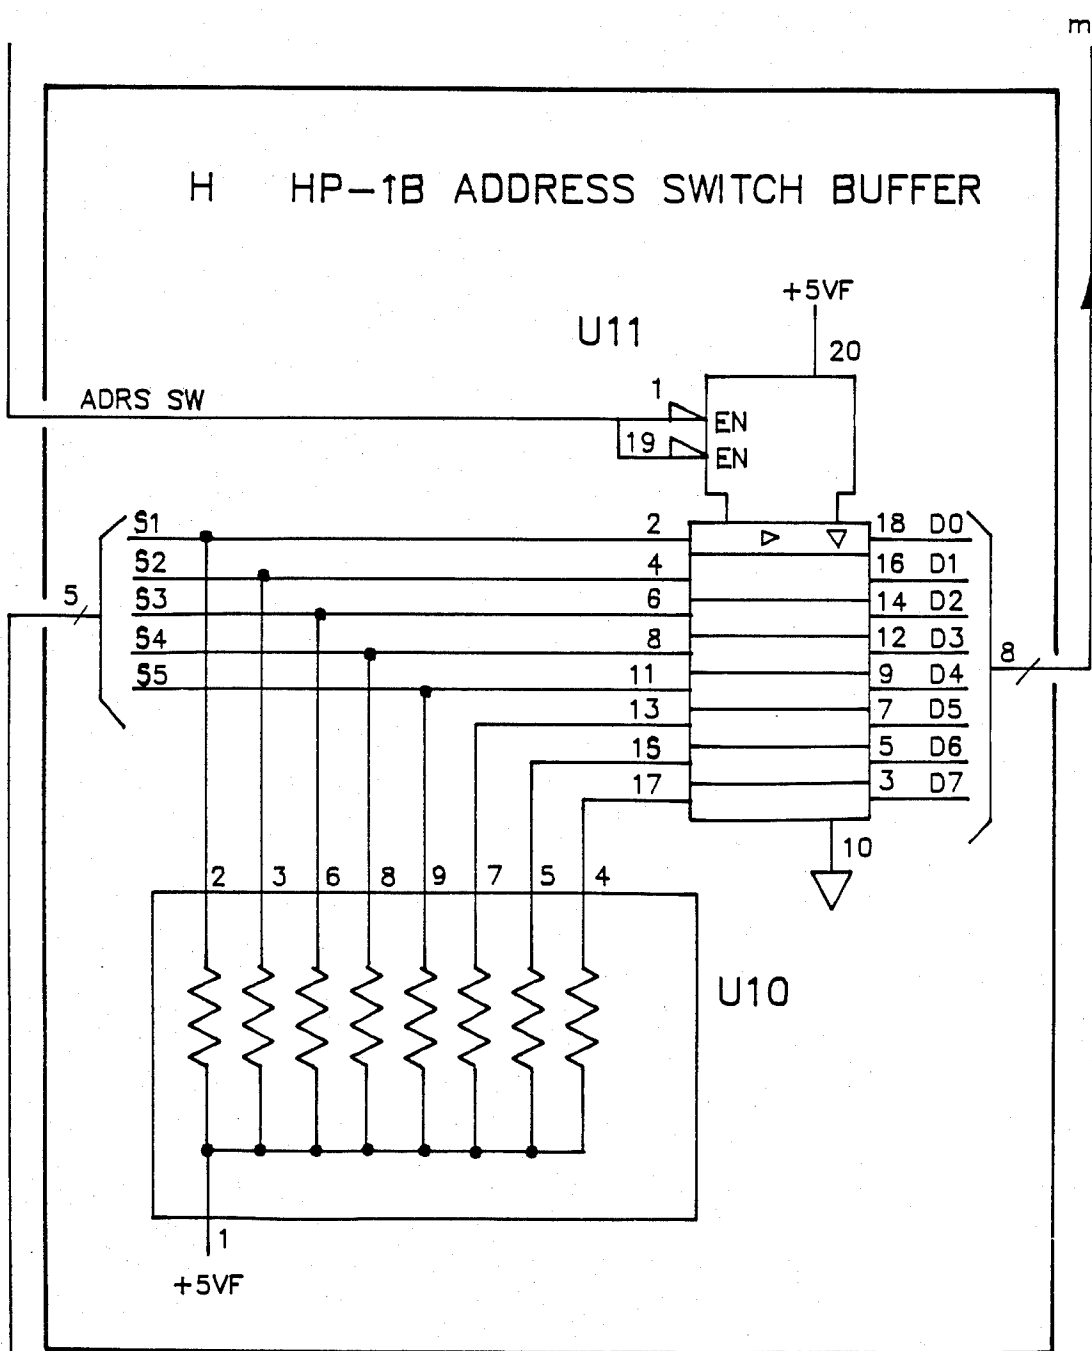 m
H HP-1B ADDRESS SWITCH BUFFER
+5VF
U11
20
1
ADRS SW
EN
19
EN
S1 2 18 D0
S2 4 16 D1
5 S3 6 14 D2
S4 8 12 D3 8
S5 11 9 D4
13 7 D5
15 5 D6
17 3 D7
10
2 3 6 8 9 7 5 4
U10
1
+5VF